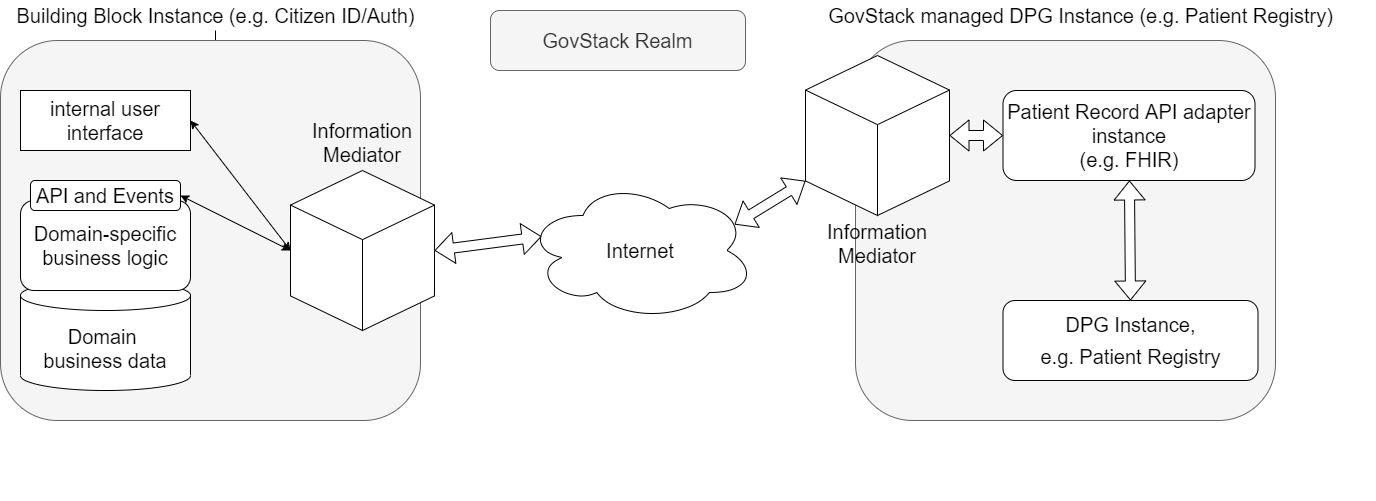 Building Block Instance (e.g. Citizen ID/Auth)
GovStack Realm
GovStack managed DPG Instance (e.g. Patient Registry)
internal user
interface
API and Events
Domain-specific
business logic
Domain
business data
Information
Mediator
Internet
Information
Mediator
Patient Record API adapter
instance
(e.g. FHIR)
DPG Instance,
e.g. Patient Registry